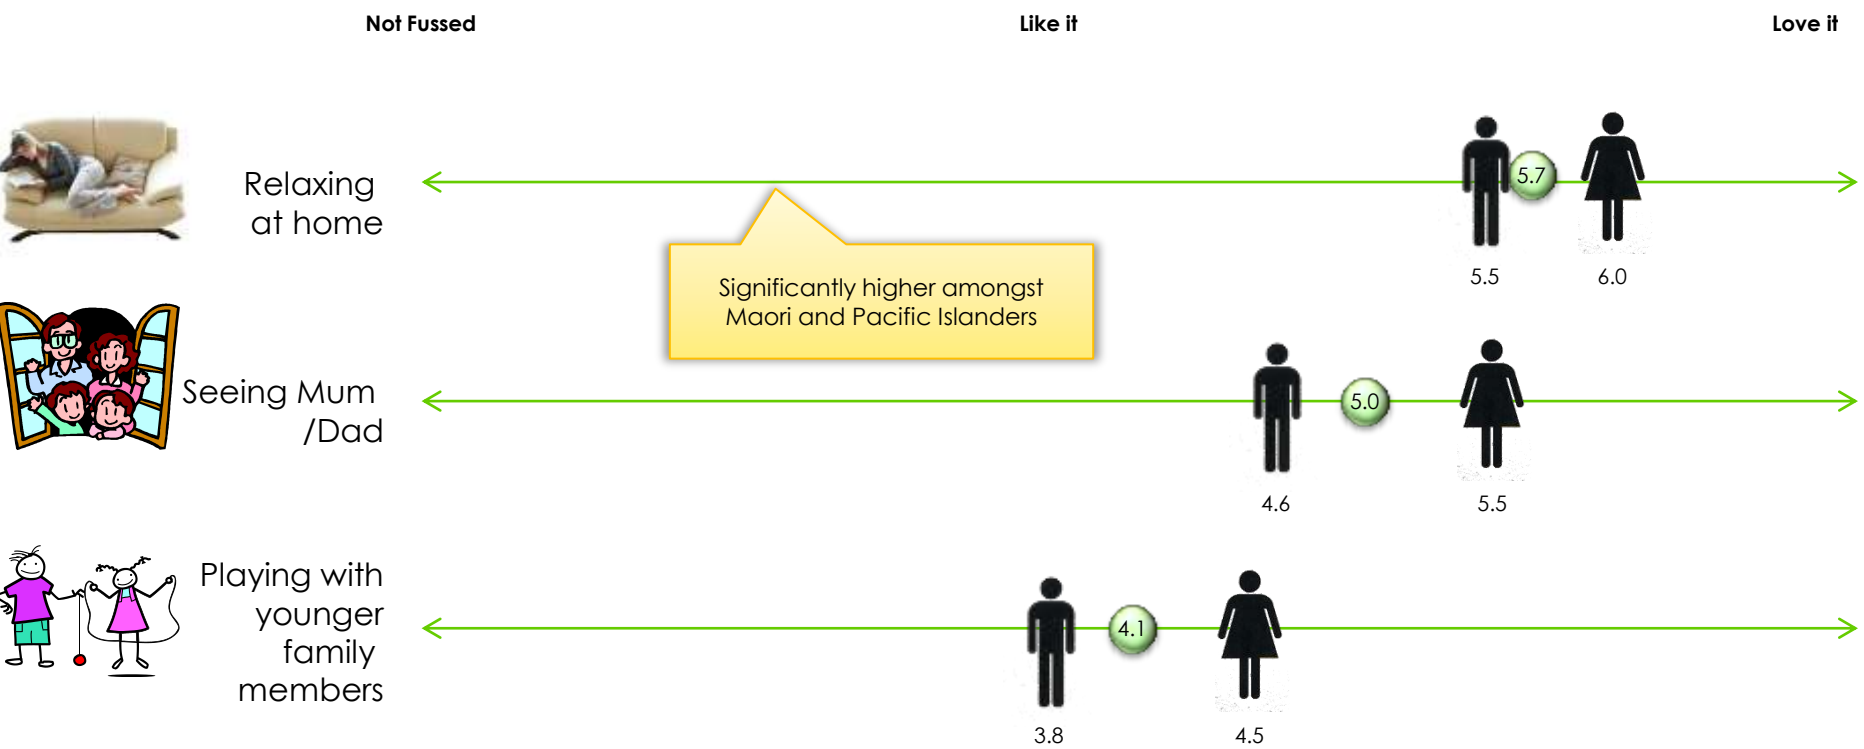 Not Fussed
Like it
Love it
Relaxing
at home
5.7
5.5
6.0
Significantly higher amongst
Maori and Pacific Islanders
Seeing Mum
/Dad
5.0
4.6
5.5
Playing with
younger
family
members
4.1
3.8
4.5